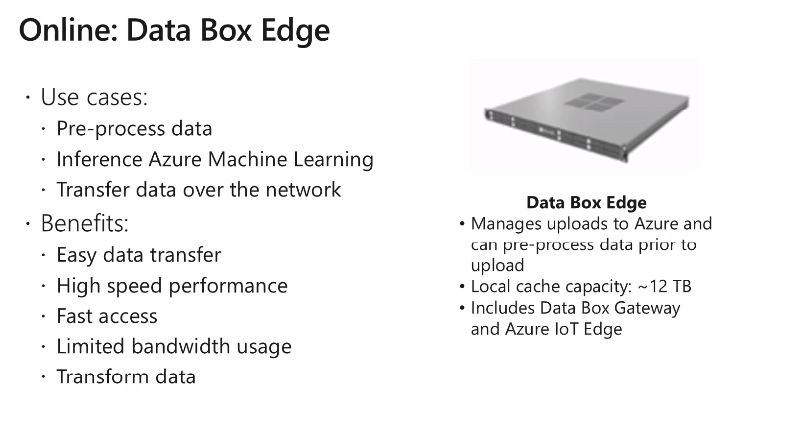 Online: Data Box Edge
· Use cases:
· Pre-process data
· Inference Azure Machine Learning
· Transfer data over the network
· Benefits:
· Easy data transfer
· High speed performance
· Fast access
· Limited bandwidth usage
· Transform data
Data Box Edge
• Manages uploads to Azure and
can pre-process data prior to
upload
• Local cache capacity: ~12 TB
• Includes Data Box Gateway
and Azure IoT Edge